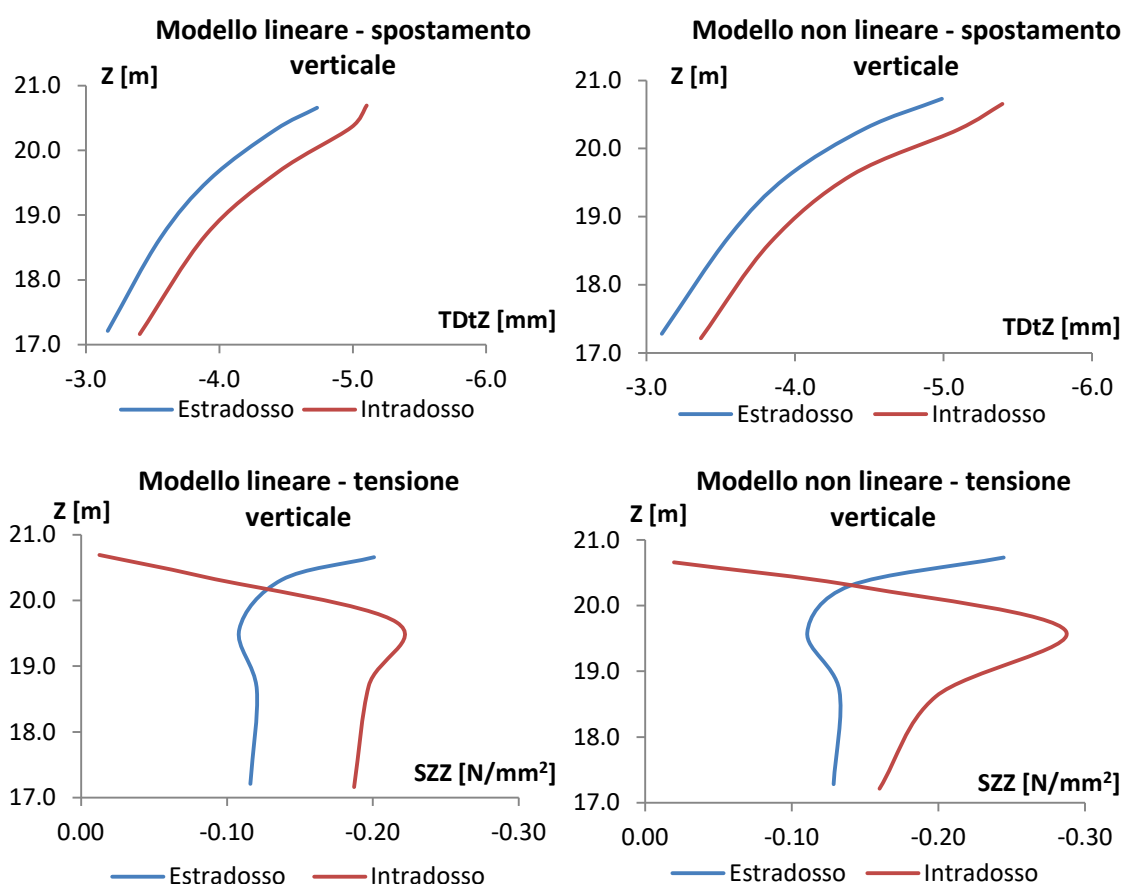 Modello lineare - spostamento
verticale
Z [m]
21.0
20.0
19.0
18.0
17.0
TDtZ [mm]
-3.0 -4.0 -5.0 -6.0
Estradosso Intradosso
Modello non lineare - spostamento
verticale
Z [m]
21.0
20.0
19.0
18.0
17.0
TDtZ [mm]
-3.0 -4.0 -5.0 -6.0
Estradosso Intradosso
Modello lineare - tensione
verticale
Z [m]
21.0
20.0
19.0
18.0
17.0
SZZ [N/mm²]
0.00 -0.10 -0.20 -0.30
Estradosso Intradosso
Modello non lineare - tensione
verticale
Z [m]
21.0
20.0
19.0
18.0
17.0
SZZ [N/mm²]
0.00 -0.10 -0.20 -0.30
Estradosso Intradosso